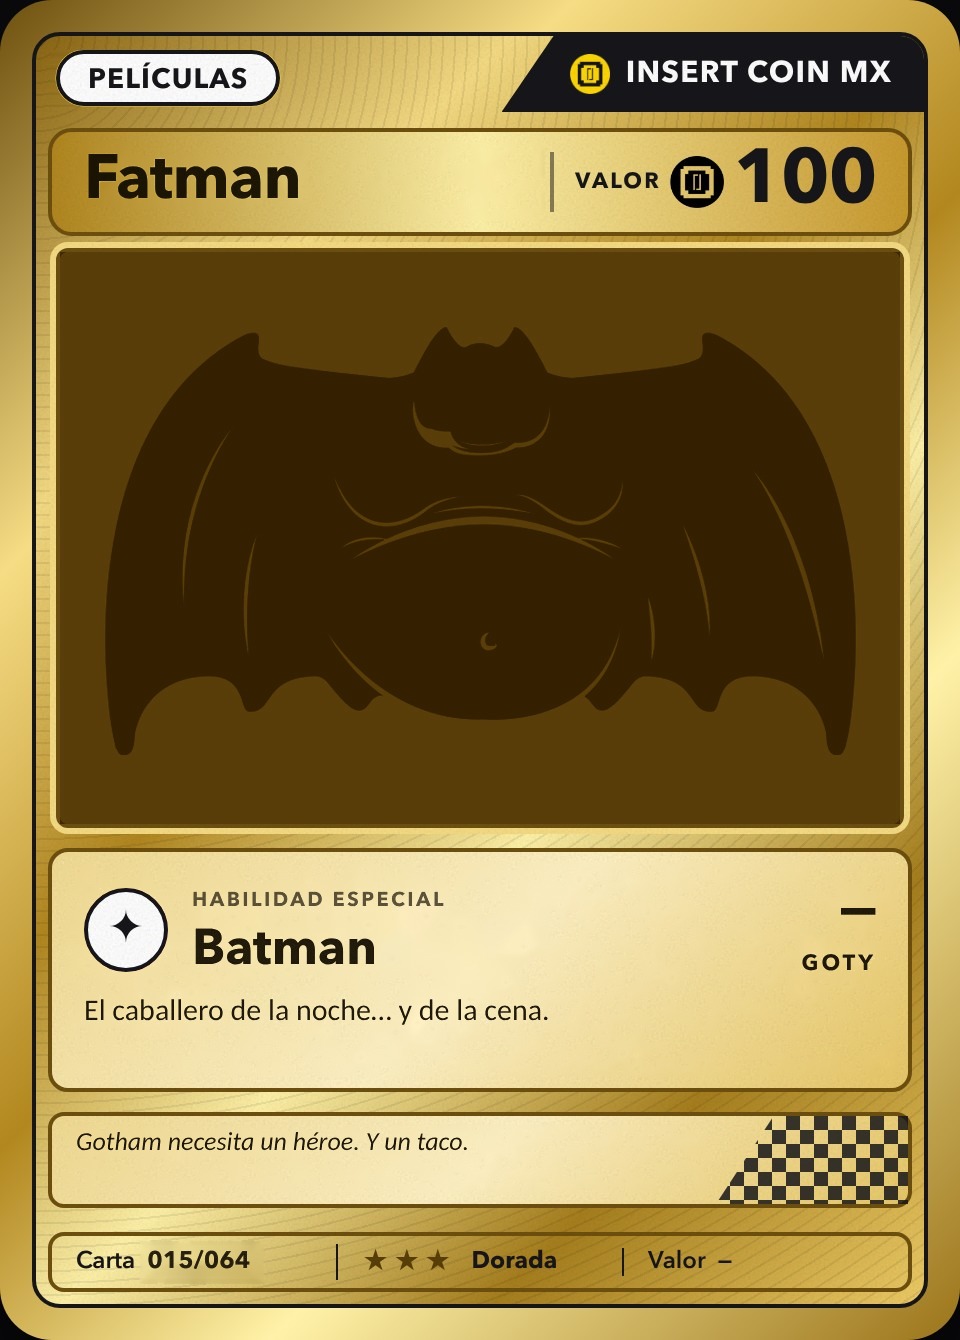 PELÍCULAS
INSERT COIN MX
Fatman
VALOR 100
HABILIDAD ESPECIAL
Batman
–
GOTY
El caballero de la noche... y de la cena.
Gotham necesita un héroe. Y un taco.
Carta 015/064
★★★ Dorada
Valor –